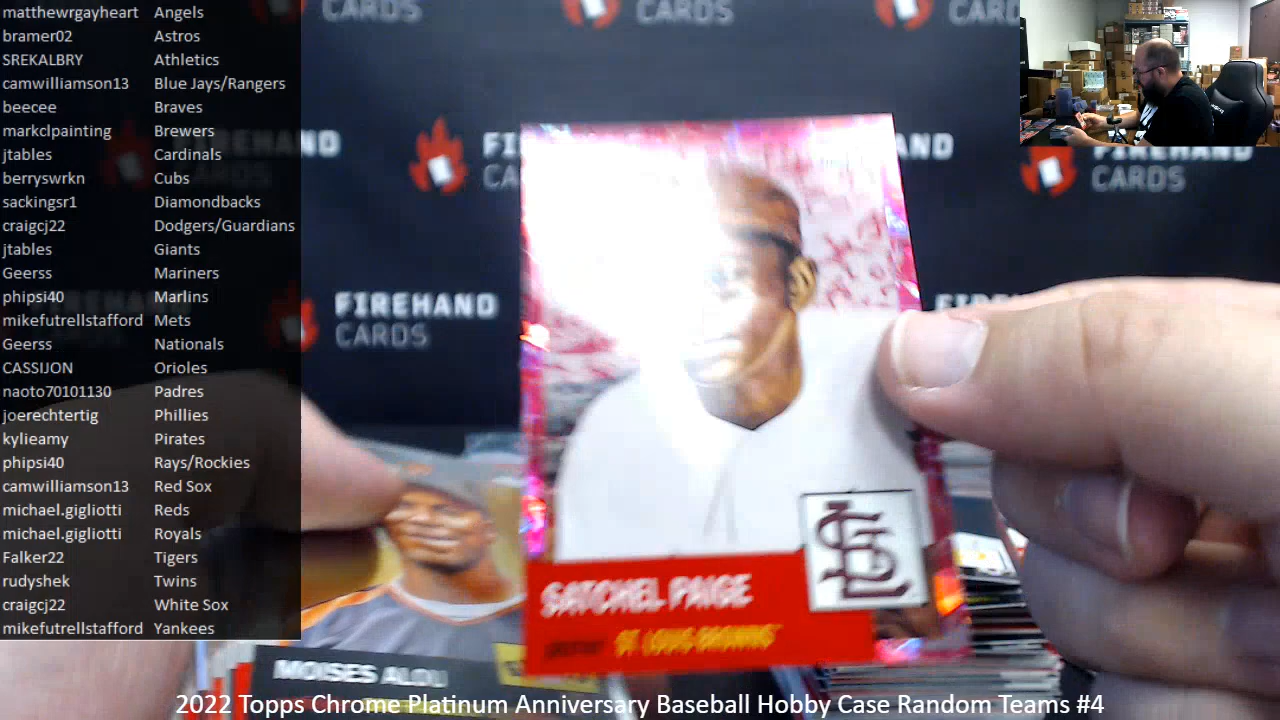 matthewrgayheart Angels
bramer02 Astros
SREKALBRY Athletics
camwilliamson13 Blue Jays/Rangers
beecee Braves
markclpainting Brewers
jtables Cardinals
berryswrkn Cubs
sackingsr1 Diamondbacks
craigcj22 Dodgers/Guardians
jtables Giants
Geerss Mariners
phipsi40 Marlins
mikefutrellstafford Mets
Geerss Nationals
CASSIJON Orioles
naoto70101130 Padres
joerechtertig Phillies
kylieamy Pirates
phipsi40 Rays/Rockies
camwilliamson13 Red Sox
michael.gigliotti Reds
michael.gigliotti Royals
Falker22 Tigers
rudyshek Twins
craigcj22 White Sox
mikefutrellstafford Yankees
CARDS
CARDS
FIREHAND
CARDS
FIREHAND
CARDS
SATCHEL PAIGE
pitcher ST. LOUIS BROWNS
STL
MOISES ALOU
2022 Topps Chrome Platinum Anniversary Baseball Hobby Case Random Teams #4